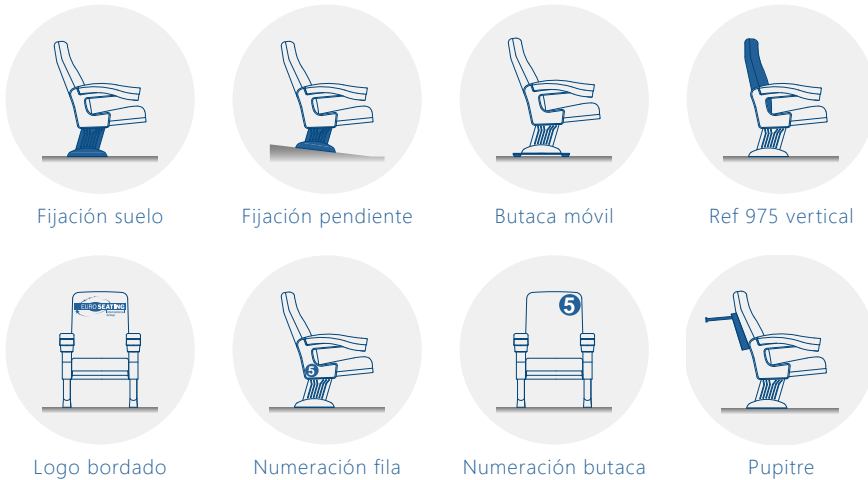 Fijación suelo
Fijación pendiente
Butaca móvil
Ref 975 vertical
EURO SEATING
5
5
Logo bordado
Numeración fila
Numeración butaca
Pupitre